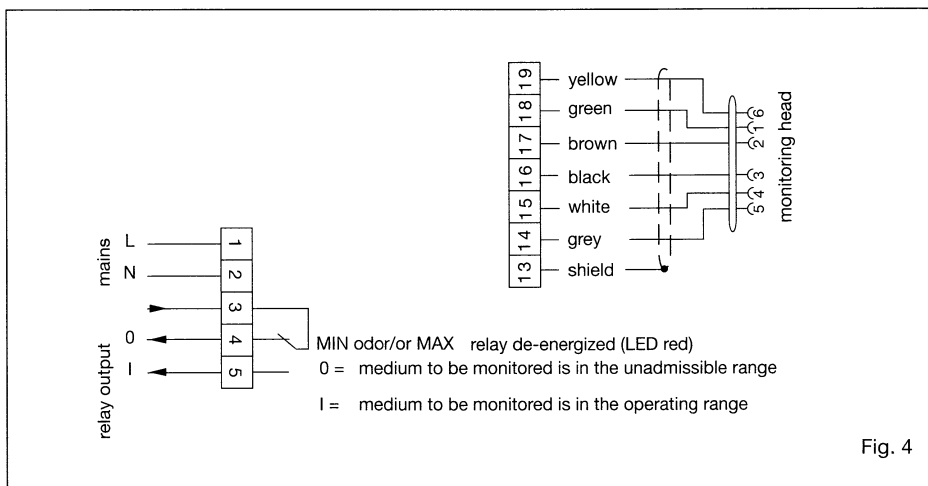 19 yellow 6
18 green 1
17 brown 2
16 black 3
15 white 4
14 grey 5
13 shield
monitoring head
mains
L 1
N 2
3
0 4
I 5
relay output
MIN odor/or MAX relay de-energized (LED red)
0 = medium to be monitored is in the unadmissible range
I = medium to be monitored is in the operating range
Fig. 4